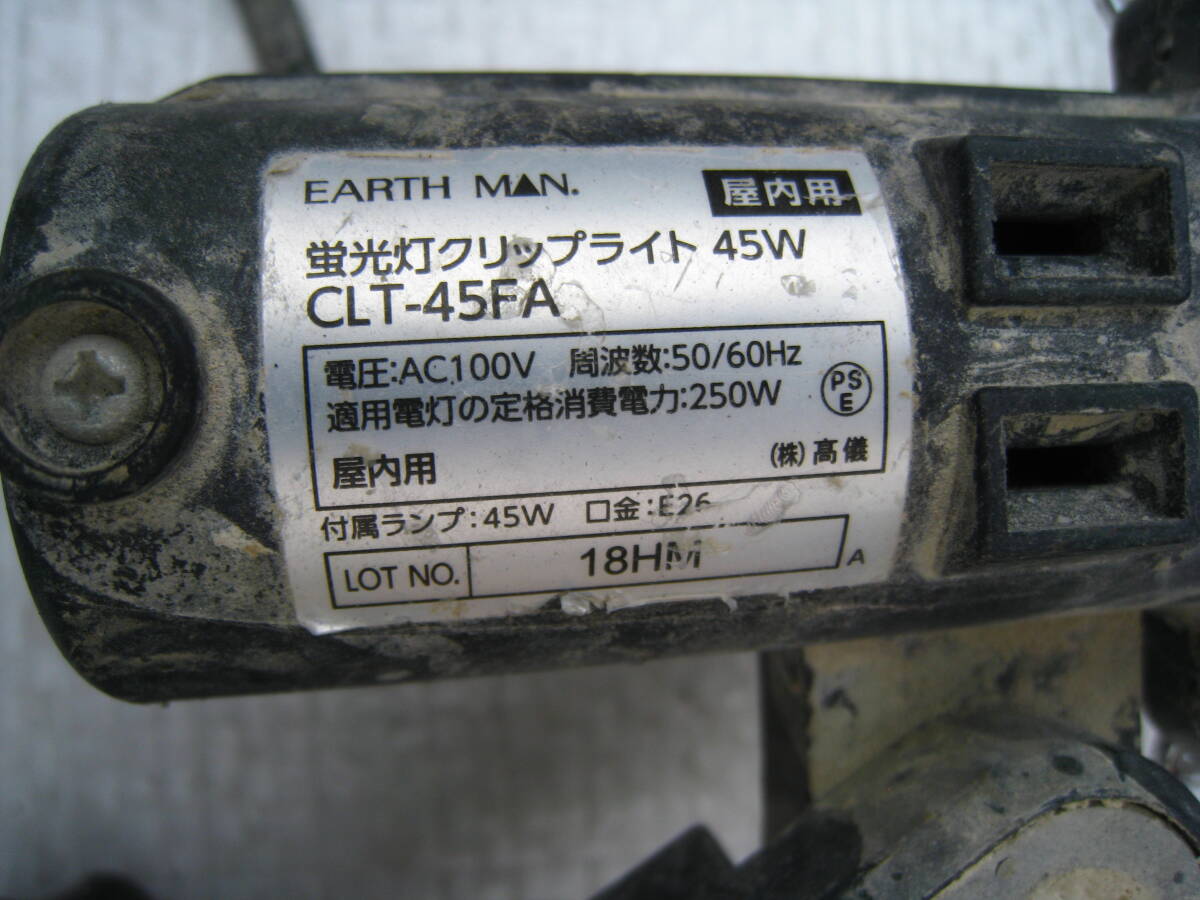 EARTH MAN.
屋内用
蛍光灯クリップライト 45W
CLT-45FA
電圧:AC100V 周波数:50/60Hz
適用電灯の定格消費電力:250W
PS
E
屋内用
(株)高儀
付属ランプ:45W 口金:E26
LOT NO. 18HM A